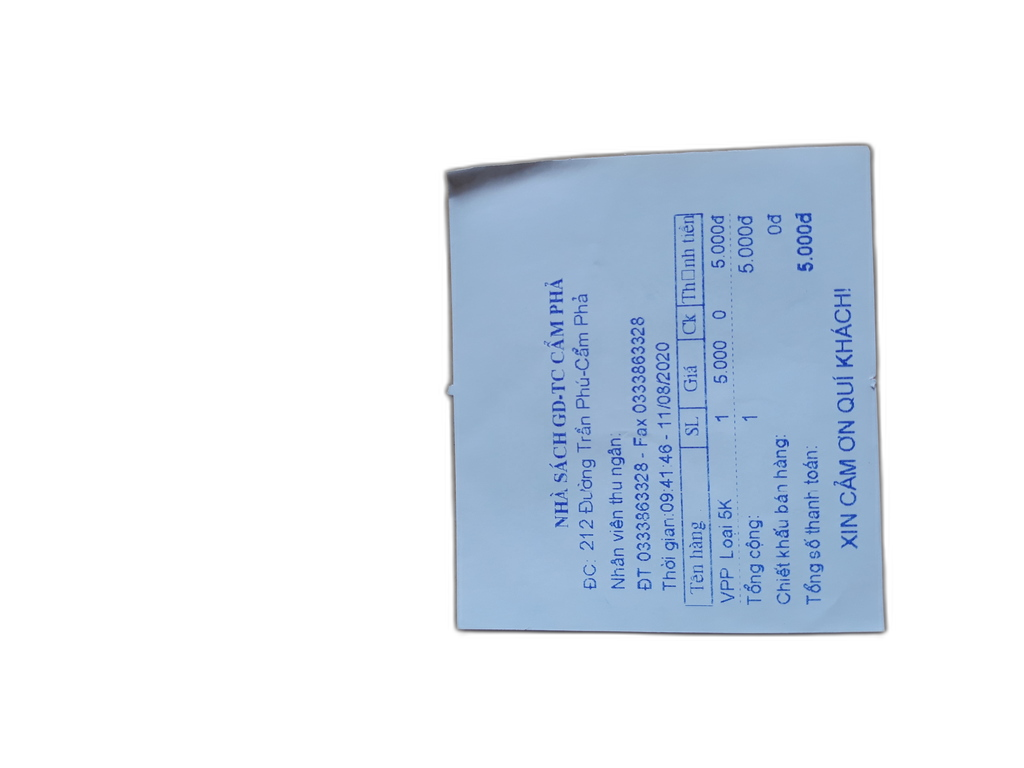 NHÀ SÁCH GD-TC CẨM PHẢ
ĐC: 212 Đường Trần Phú-Cẩm Phả
Nhân viên thu ngân:
ĐT 0333863328 - Fax 0333863328
Thời gian:09:41:46 - 11/08/2020
Tên hàng SL Giá Ck Th□nh tiền
VPP Loai 5K 1 5.000 0 5.000đ
Tổng cộng: 1 5.000đ
Chiết khấu bán hàng: 0đ
Tổng số thanh toán: 5.000đ
XIN CẢM ƠN QUÍ KHÁCH!